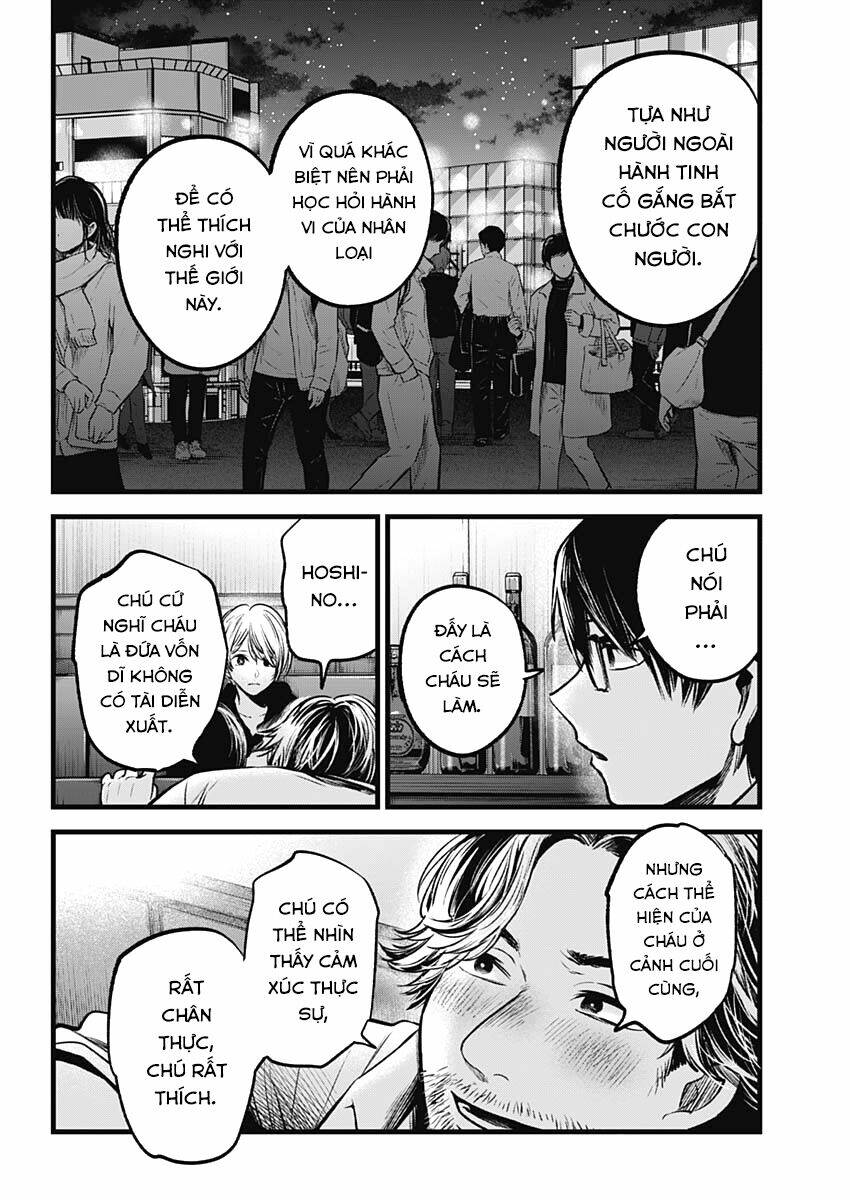 TỰA NHƯ
NGƯỜI NGOÀI
HÀNH TINH
CỐ GẮNG BẮT
CHƯỚC CON
NGƯỜI.
VĨ QUÁ KHÁC
BIỆT NÊN PHẢI
HỌC HỎI HÀNH
VI CỦA NHÂN
LOẠI
ĐỂ CÓ
THỂ THÍCH
NGHI VỚI
THẾ GIỚI
NÀY.
CHÚ
NÓI
PHẢI
...
ĐẤY LÀ
CÁCH
CHÁU SẼ
LÀM.
HOSHI-
NO...
CHÚ CỨ
NGHĨ CHÁU
LÀ ĐỨA VỐN
DĨ KHÔNG
CÓ TÀI DIỄN
XUẤT.
NHƯNG
CÁCH THỂ
HIỆN CỦA
CHÁU Ở
CẢNH CUỐI
CÙNG,
CHÚ CÓ
THỂ NHÌN
THẤY CẢM
XÚC THỰC
SỰ,
RẤT
CHÂN
THỰC,
CHÚ RẤT
THÍCH.